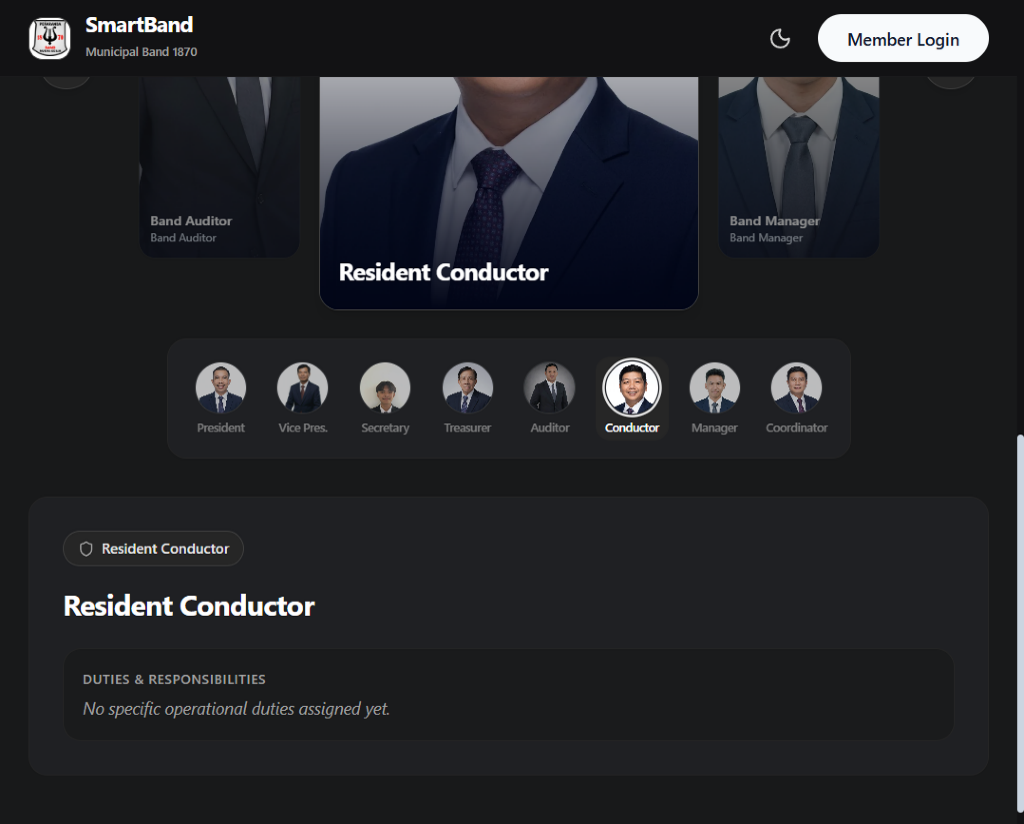 SmartBand
Municipal Band 1870
Member Login
Band Auditor
Band Auditor
Resident Conductor
Band Manager
Band Manager
President
Vice Pres.
Secretary
Treasurer
Auditor
Conductor
Manager
Coordinator
Resident Conductor
Resident Conductor
DUTIES & RESPONSIBILITIES
No specific operational duties assigned yet.